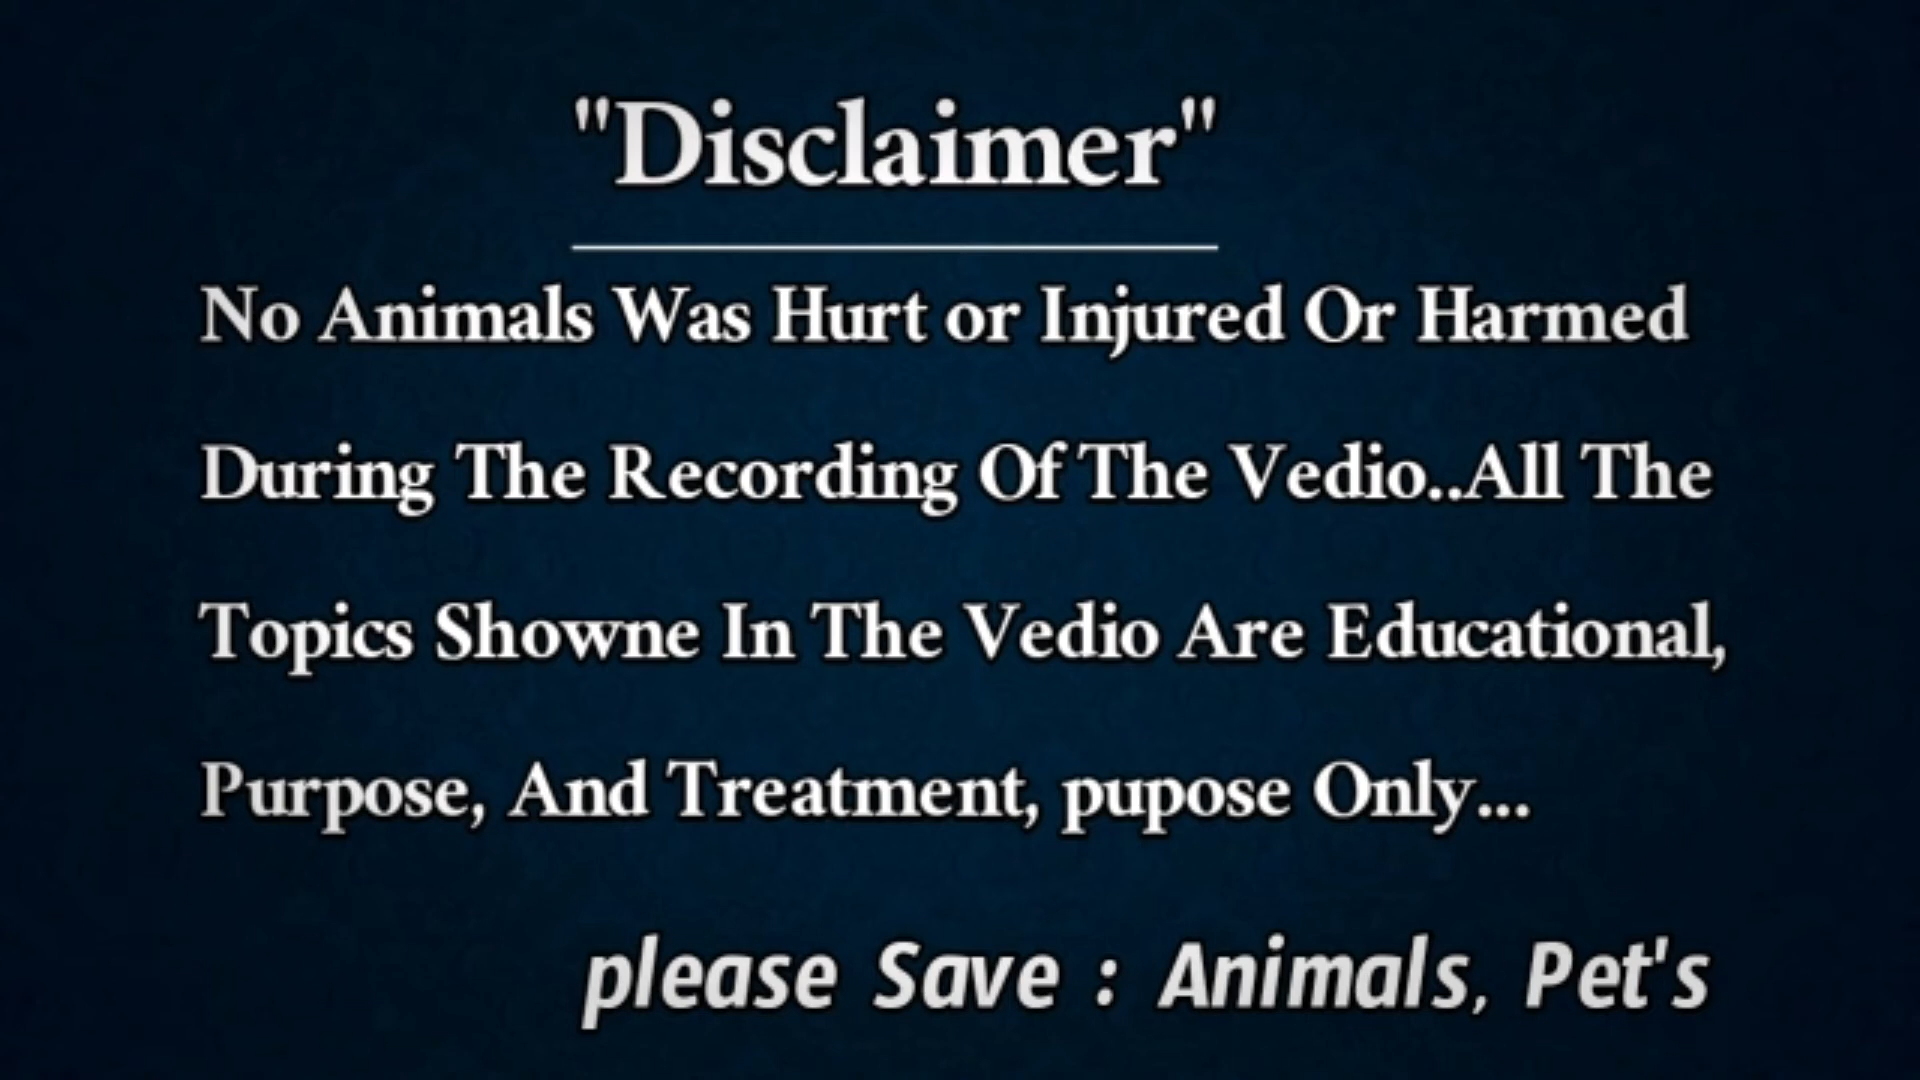 "Disclaimer"
No Animals Was Hurt or Injured Or Harmed
During The Recording Of The Vedio..All The
Topics Showne In The Vedio Are Educational,
Purpose, And Treatment, pupose Only...
please Save : Animals, Pet's